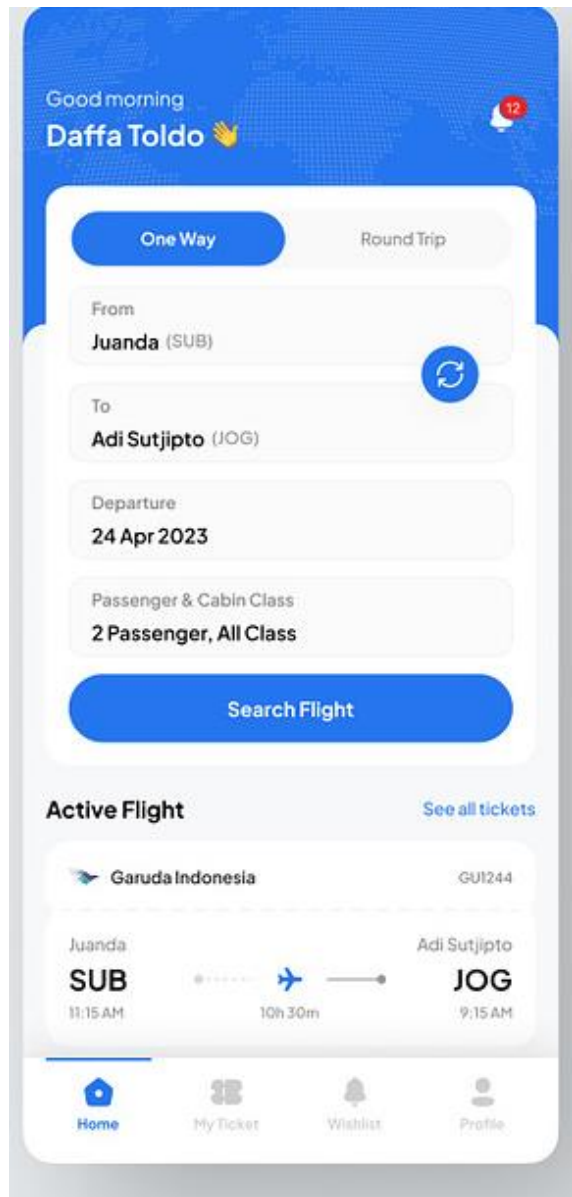 Good morning
Daffa Toldo 👋
12
One Way
Round Trip
From
Juanda (SUB)
To
Adi Sutjipto (JOG)
Departure
24 Apr 2023
Passenger & Cabin Class
2 Passenger, All Class
Search Flight
Active Flight
See all tickets
Garuda Indonesia
GU1244
Juanda
Adi Sutjipto
SUB
JOG
11:15 AM
10h 30m
9:15 AM
Home
My Ticket
Wishlist
Profile